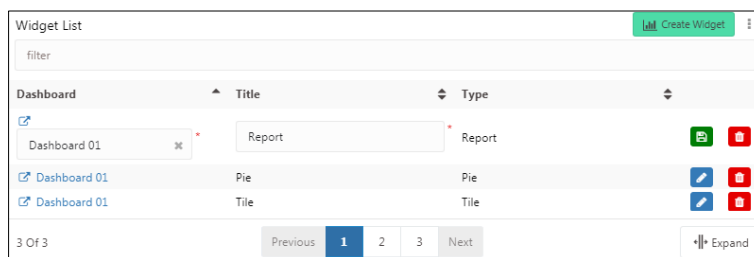 Widget List Create Widget
filter
Dashboard Title Type
Dashboard 01 * Report * Report
Dashboard 01 Pie Pie
Dashboard 01 Tile Tile
3 Of 3 Previous 1 2 3 Next Expand